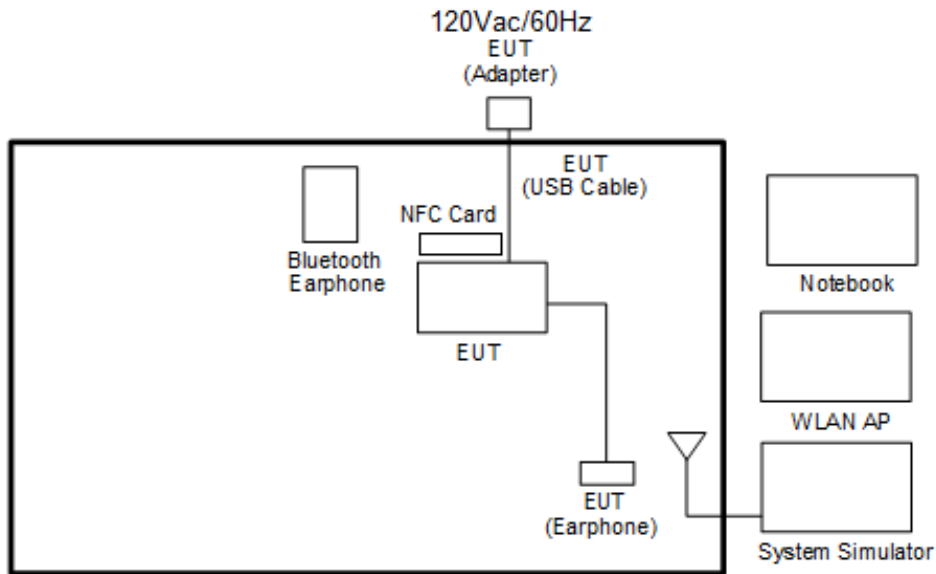 120Vac/60Hz
EUT
(Adapter)
EUT
(USB Cable)
NFC Card
Bluetooth
Earphone
EUT
Notebook
WLAN AP
EUT
(Earphone)
System Simulator